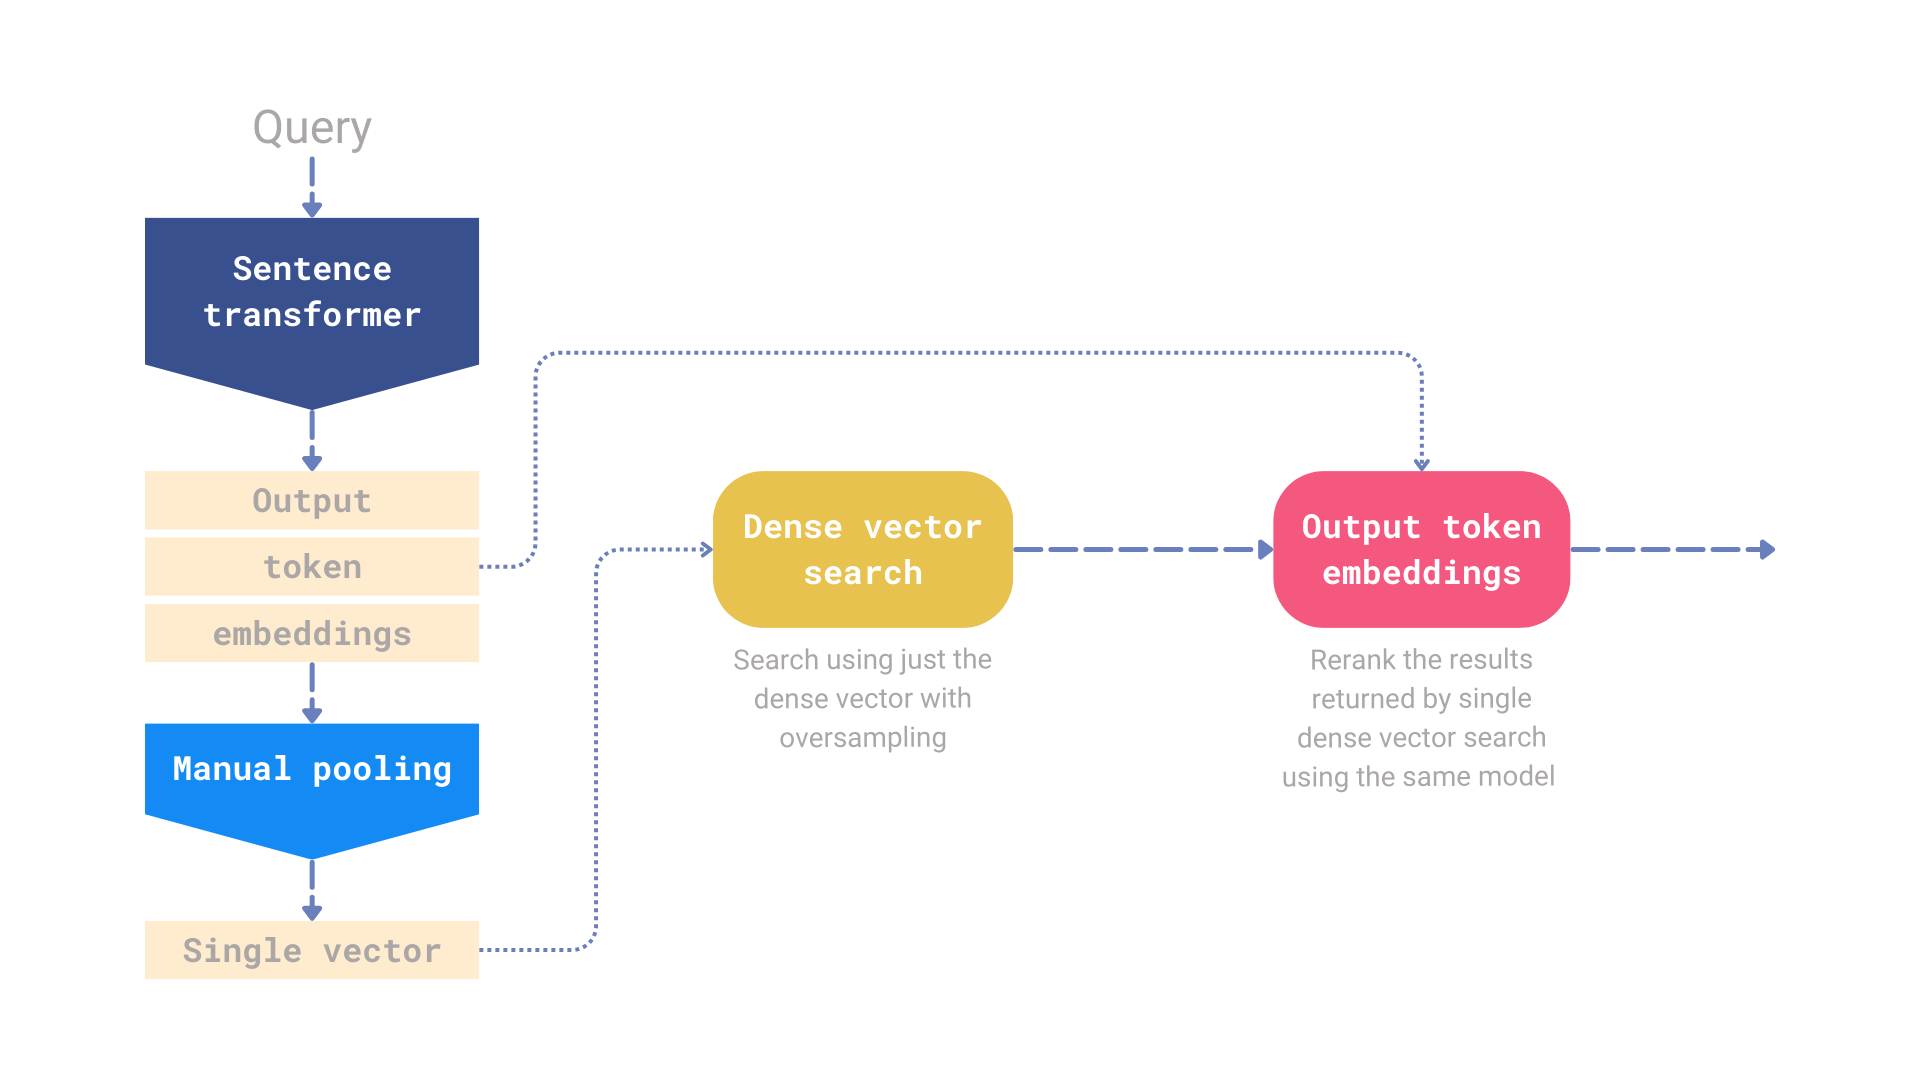 Query
Sentence
transformer
Output
token
embeddings
Manual pooling
Single vector
Dense vector
search
Search using just the
dense vector with
oversampling
Output token
embeddings
Rerank the results
returned by single
dense vector search
using the same model